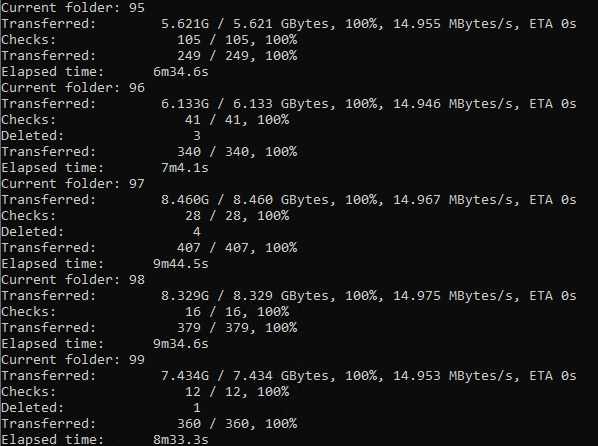 Current folder: 95
Transferred: 5.621G / 5.621 GBytes, 100%, 14.955 MBytes/s, ETA 0s
Checks: 105 / 105, 100%
Transferred: 249 / 249, 100%
Elapsed time: 6m34.6s
Current folder: 96
Transferred: 6.133G / 6.133 GBytes, 100%, 14.946 MBytes/s, ETA 0s
Checks: 41 / 41, 100%
Deleted: 3
Transferred: 340 / 340, 100%
Elapsed time: 7m4.1s
Current folder: 97
Transferred: 8.460G / 8.460 GBytes, 100%, 14.967 MBytes/s, ETA 0s
Checks: 28 / 28, 100%
Deleted: 4
Transferred: 407 / 407, 100%
Elapsed time: 9m44.5s
Current folder: 98
Transferred: 8.329G / 8.329 GBytes, 100%, 14.975 MBytes/s, ETA 0s
Checks: 16 / 16, 100%
Transferred: 379 / 379, 100%
Elapsed time: 9m34.6s
Current folder: 99
Transferred: 7.434G / 7.434 GBytes, 100%, 14.953 MBytes/s, ETA 0s
Checks: 12 / 12, 100%
Deleted: 1
Transferred: 360 / 360, 100%
Elapsed time: 8m33.3s